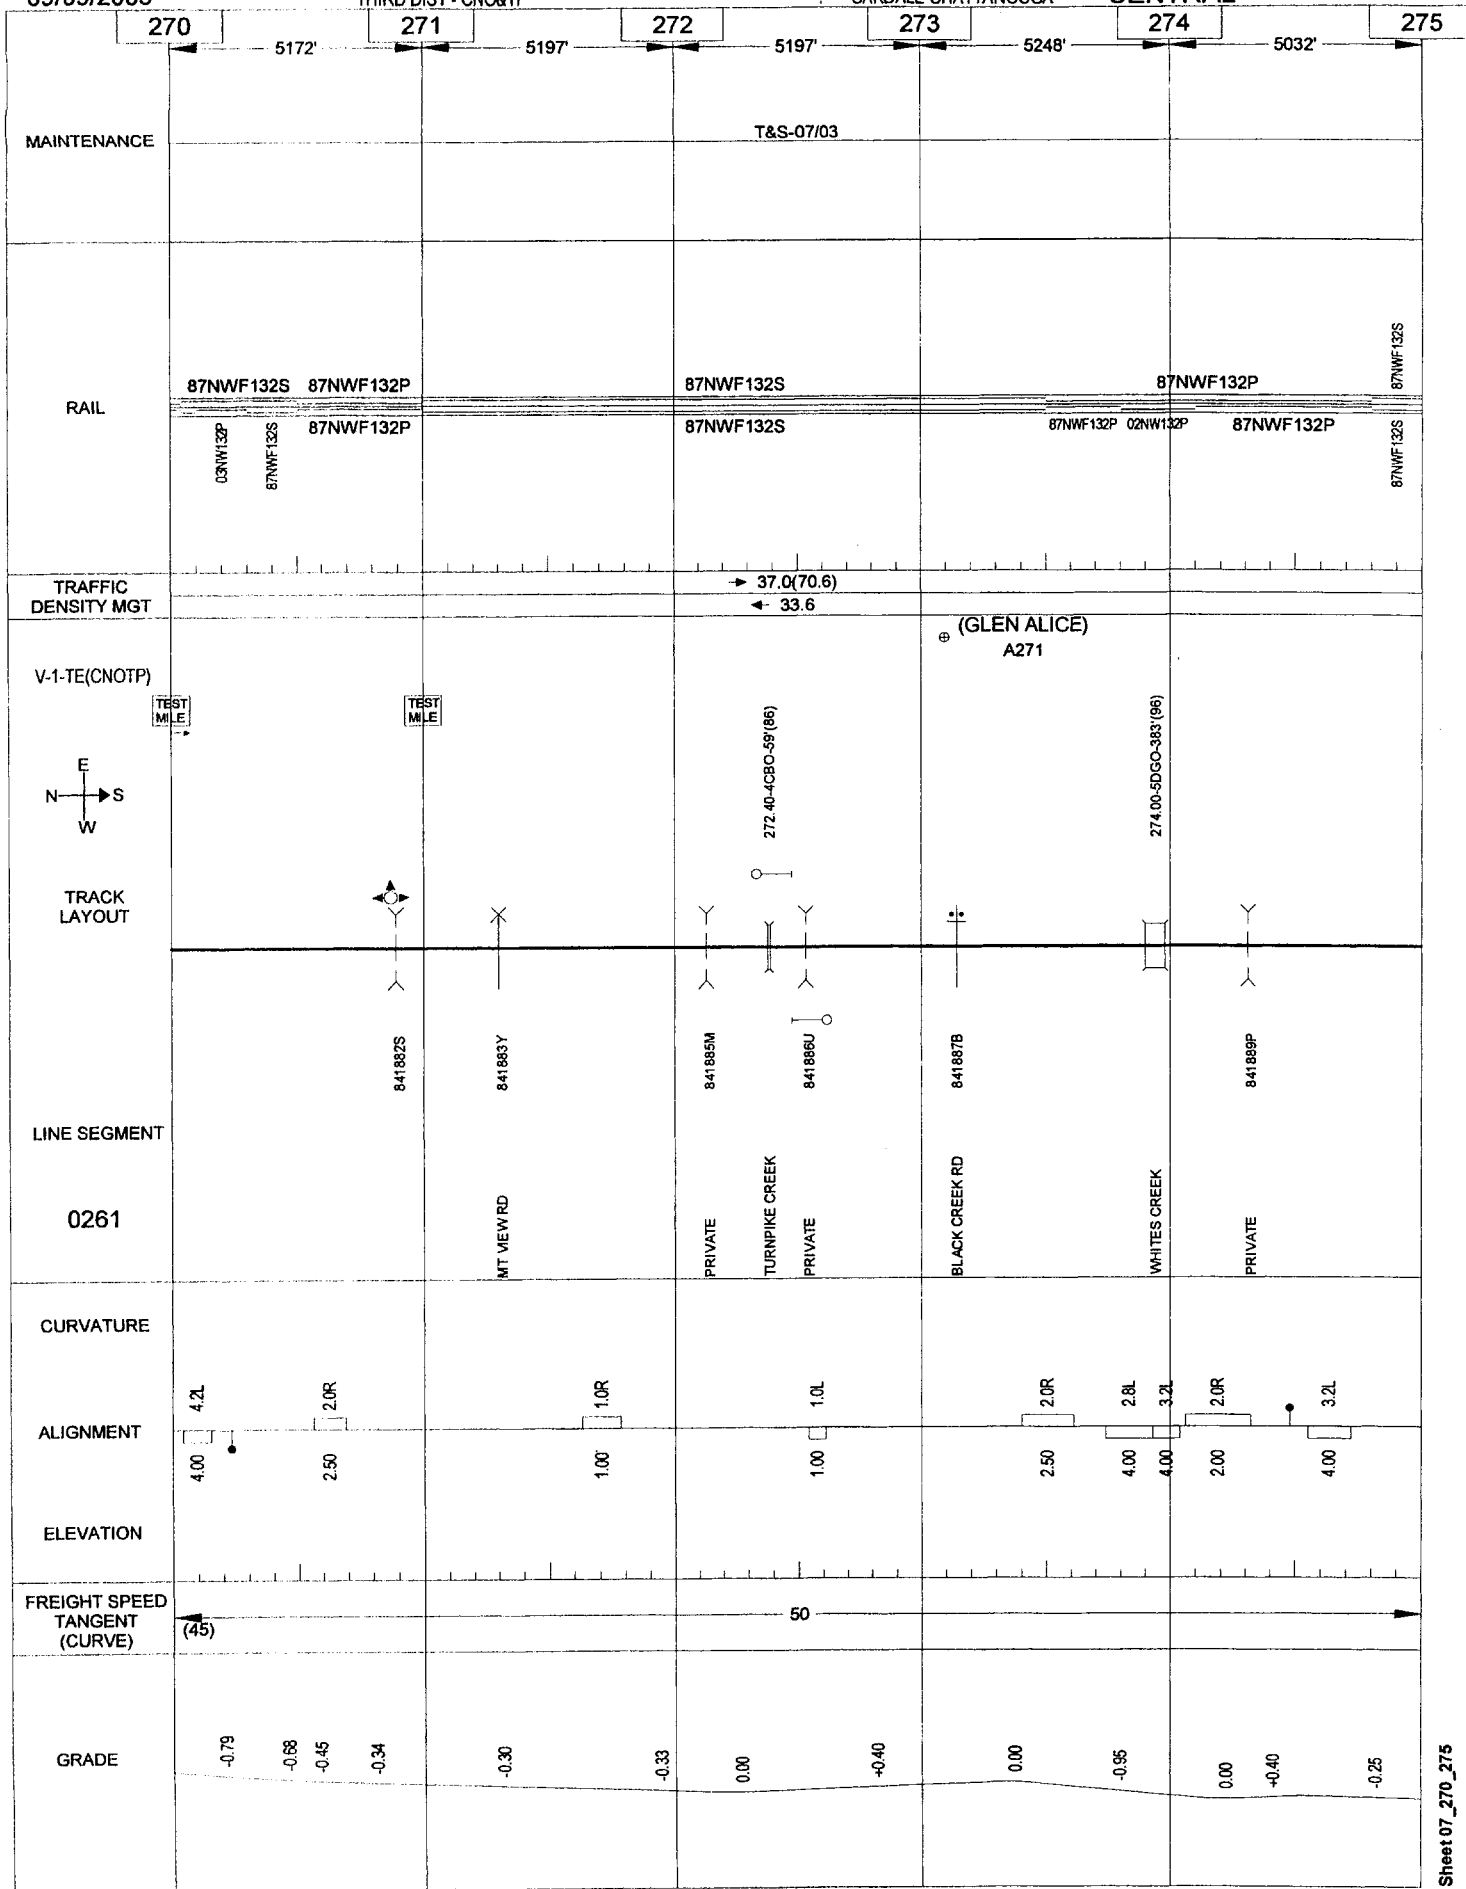 270 271 272 273 274 275
5172' 5197' 5197' 5248' 5032'
MAINTENANCE
T&S-07/03
87NWF132S
87NWF132S 87NWF132P 87NWF132S 87NWF132P
RAIL
87NWF132P 87NWF132S 87NWF132P 02NW132P 87NWF132P
03NW132P 87NWF132S 87NWF132S
TRAFFIC
DENSITY MGT
37.0(70.6)
33.6
(GLEN ALICE)
A271
V-1-TE(CNOTP)
TEST
MILE
TEST
MILE
272.40-4CBO-59'(86)
274.00-5DGO-383'(96)
E
N S
W
TRACK
LAYOUT
841882S
841883Y
841885M
841886U
841887B
841889P
LINE SEGMENT
0261
MT VIEW RD
PRIVATE
TURNPIKE CREEK
PRIVATE
BLACK CREEK RD
WHITES CREEK
PRIVATE
CURVATURE
4.2L 2.0R 1.0R 1.0L 2.0R 2.8L 3.2L 2.0R 3.2L
ALIGNMENT
4.00 2.50 1.00 1.00 2.50 4.00 4.00 2.00 4.00
ELEVATION
FREIGHT SPEED
TANGENT
(CURVE)
50
(45)
GRADE
-0.79 -0.68 -0.45 -0.34 -0.30 -0.33 0.00 +0.40 0.00 -0.95 0.00 +0.40 -0.25
Sheet 07_270_275